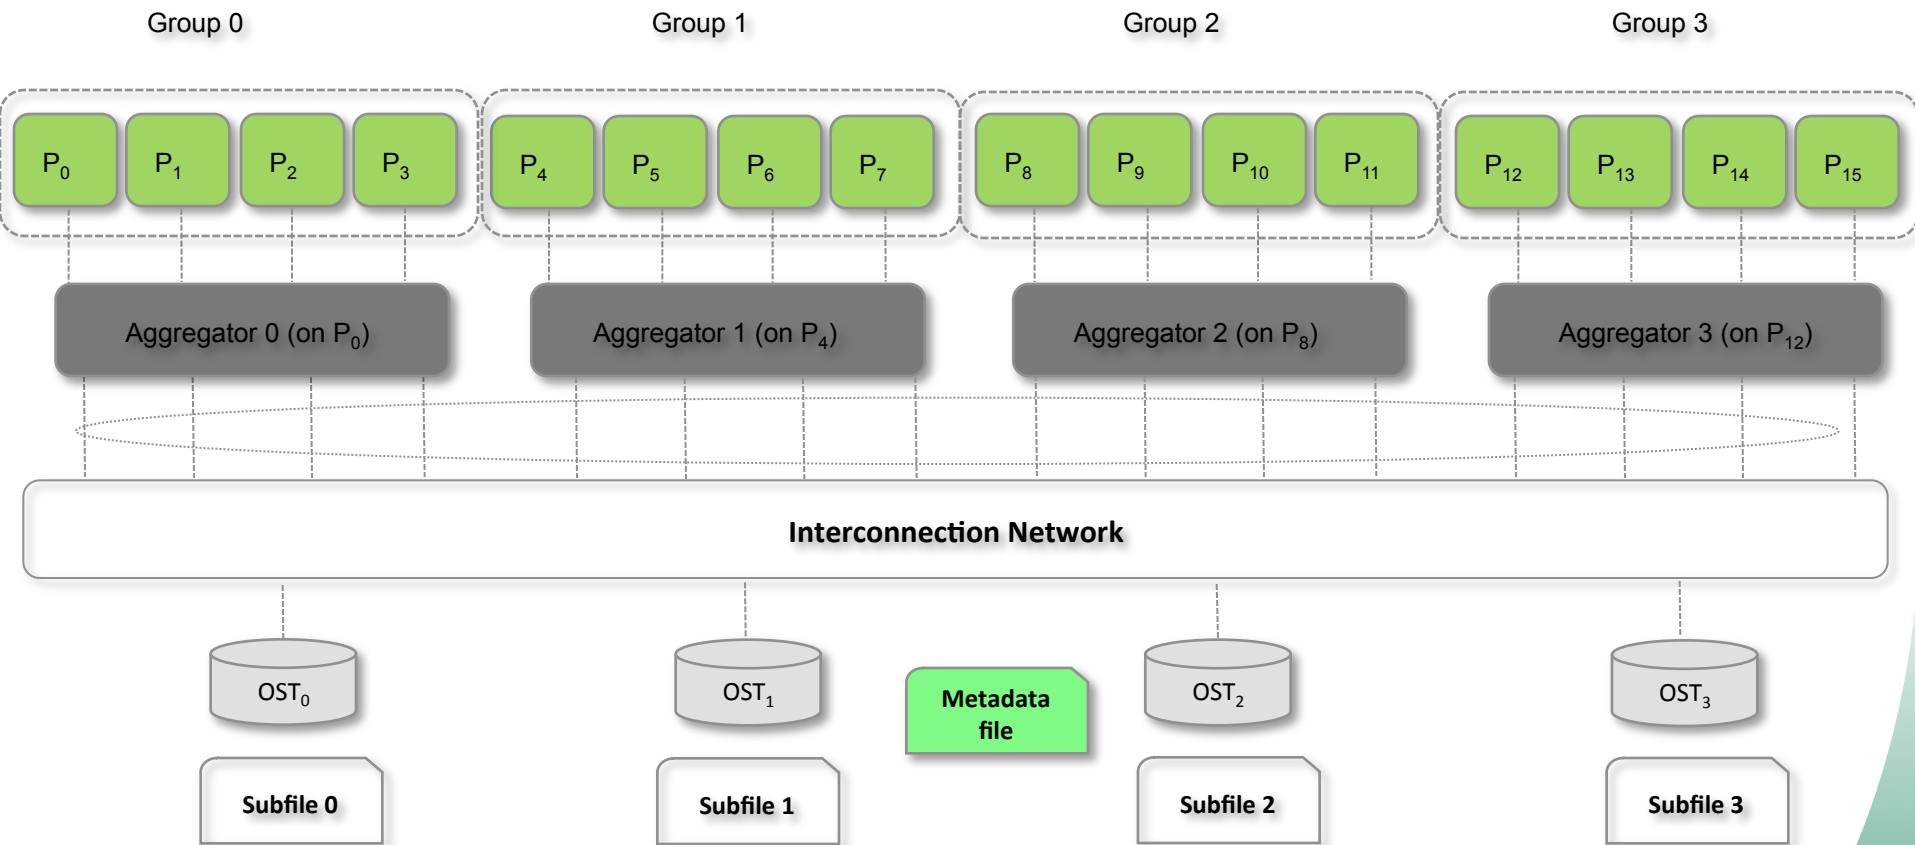 Group 0
Group 1
Group 2
Group 3
P0
P1
P2
P3
P4
P5
P6
P7
P8
P9
P10
P11
P12
P13
P14
P15
Aggregator 0 (on P0)
Aggregator 1 (on P4)
Aggregator 2 (on P8)
Aggregator 3 (on P12)
Interconnection Network
OST0
OST1
OST2
OST3
Metadada
file
Subfile 0
Subfile 1
Subfile 2
Subfile 3